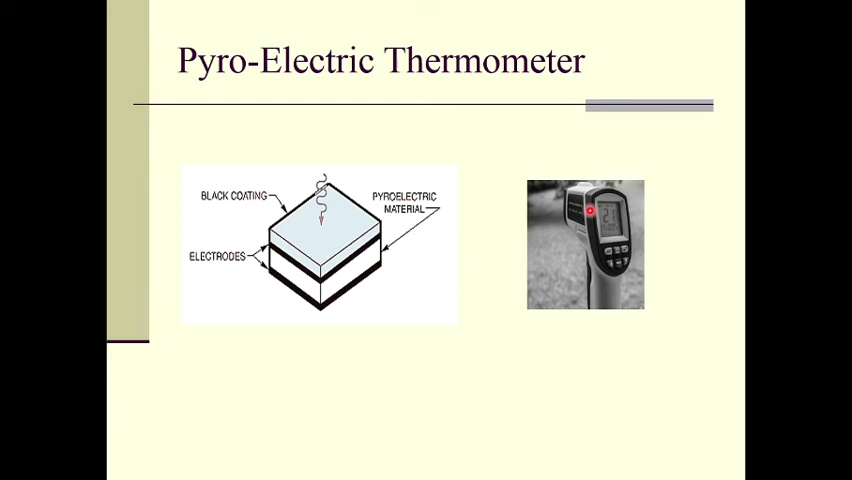 Pyro-Electric Thermometer
BLACK COATING
PYROELECTRIC
MATERIAL
ELECTRODES